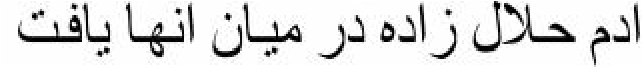 ادم حلال زاده در میان انها یافت